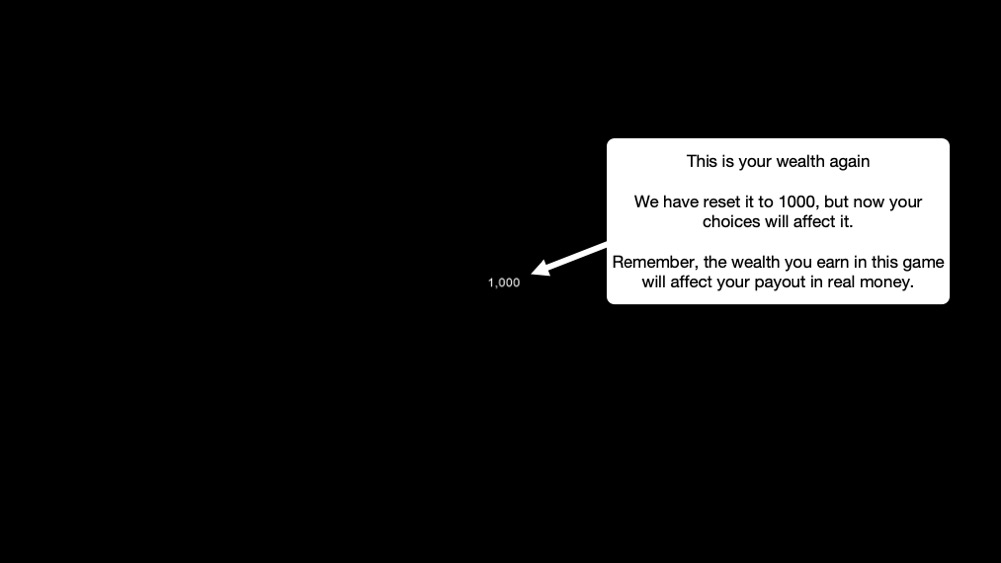 This is your wealth again
We have reset it to 1000, but now your
choices will affect it.
Remember, the wealth you earn in this game
will affect your payout in real money.
1,000